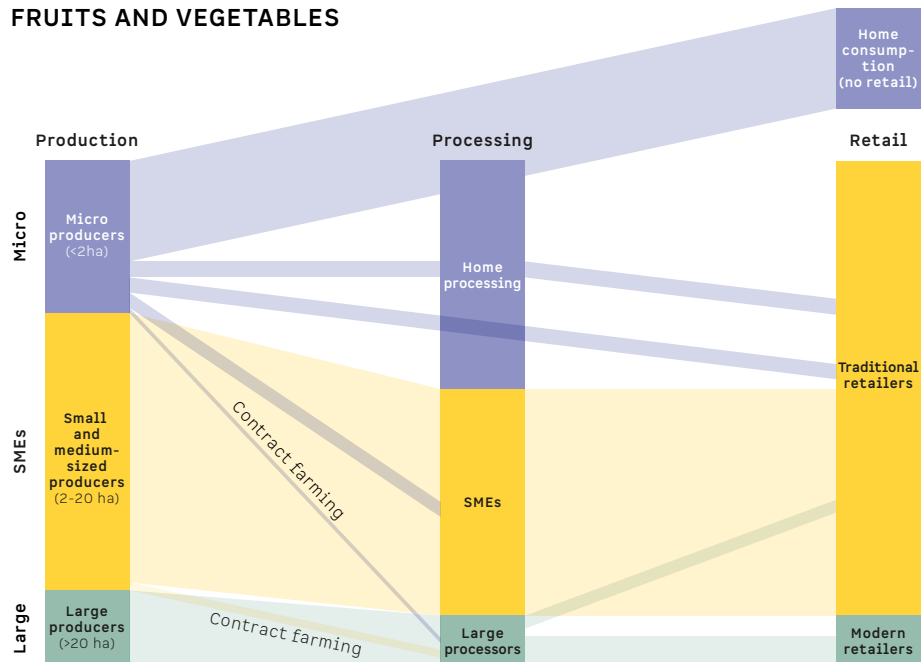 FRUITS AND VEGETABLES
Home
consump-
tion
(no retail)
Production
Processing
Retail
Micro
Micro
producers
(<2ha)
Home
processing
Traditional
retailers
SMEs
Small
and
medium-
sized
producers
(2-20 ha)
Contract farming
SMEs
Large
Large
producers
(>20 ha)
Contract farming
Large
processors
Modern
retailers